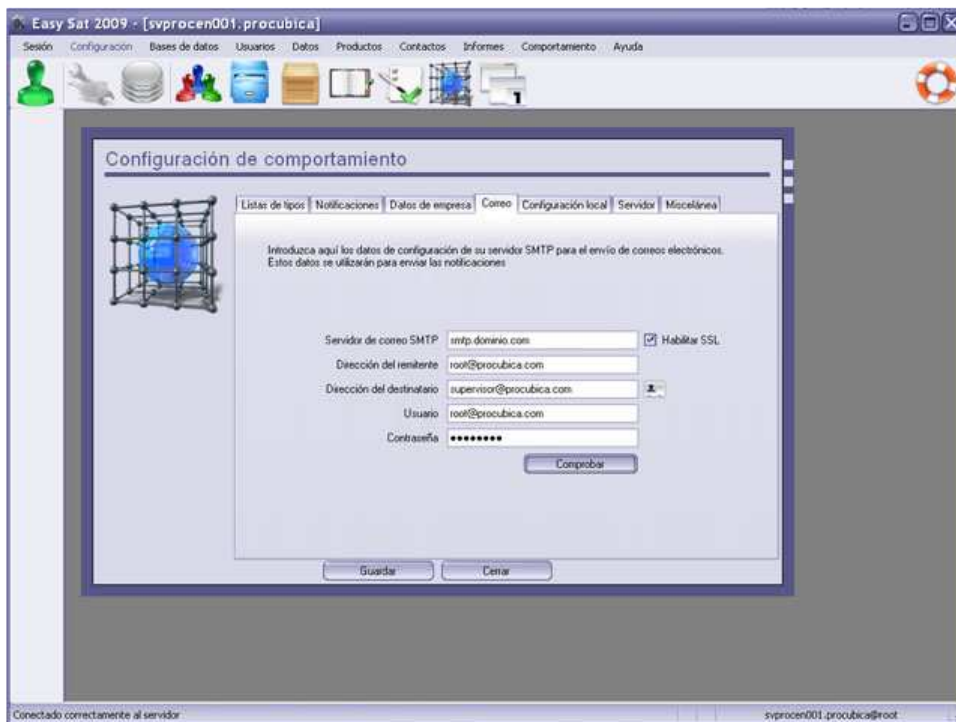 Easy Sat 2009 - [svprocen001.procubica]
Sesión Configuración Bases de datos Usuarios Datos Productos Contactos Informes Comportamiento Ayuda
1
Configuración de comportamiento
Listas de tipos Notificaciones Datos de empresa Correo Configuración local Servidor Miscelánea
Introduzca aquí los datos de configuración de su servidor SMTP para el envío de correos electrónicos.
Estos datos se utilizarán para enviar las notificaciones
Servidor de correo SMTP smtp.dominio.com Habilitar SSL
Dirección del remitente root@procubica.com
Dirección del destinatario supervisor@procubica.com
Usuario root@procubica.com
Contraseña ●●●●●●●●
Comprobar
Guardar Cerrar
Conectado correctamente al servidor svprocen001.procubica@root